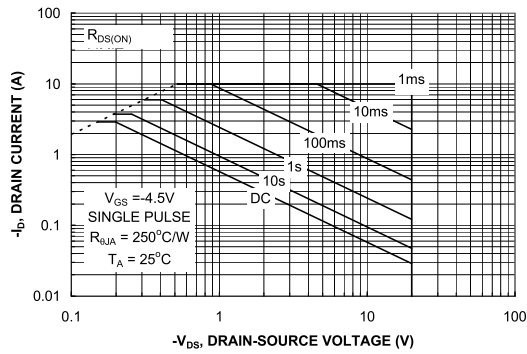 100
10
1
0.1
0.01
-I_D, DRAIN CURRENT (A)
R_DS(ON)
1ms
10ms
100ms
1s
10s
DC
V_GS =-4.5V
SINGLE PULSE
R_θJA = 250°C/W
T_A = 25°C
0.1
1
10
100
-V_DS, DRAIN-SOURCE VOLTAGE (V)